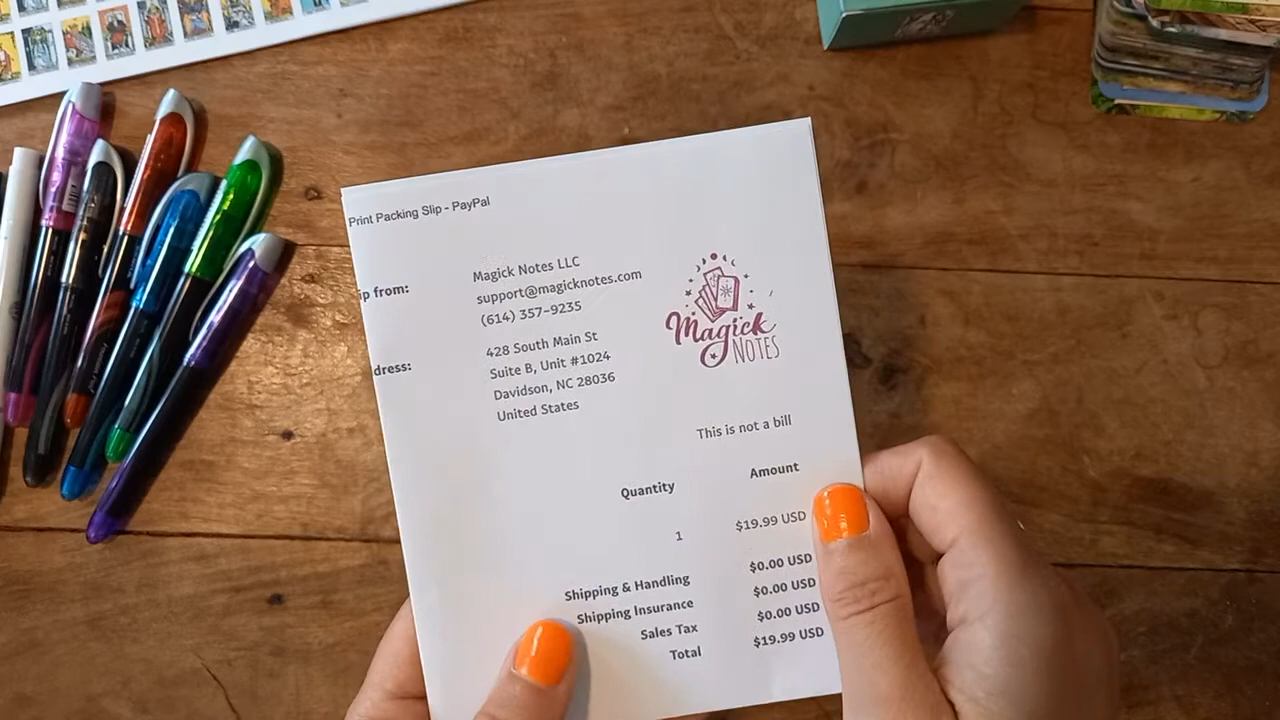 Print Packing Slip - PayPal
ip from:
Magick Notes LLC
support@magicknotes.com
(614) 357-9235
dress:
428 South Main St
Suite B, Unit #1024
Davidson, NC 28036
United States
Magick
NOTES
This is not a bill
Quantity Amount
1 $19.99 USD
Shipping & Handling $0.00 USD
Shipping Insurance $0.00 USD
Sales Tax $0.00 USD
Total $19.99 USD